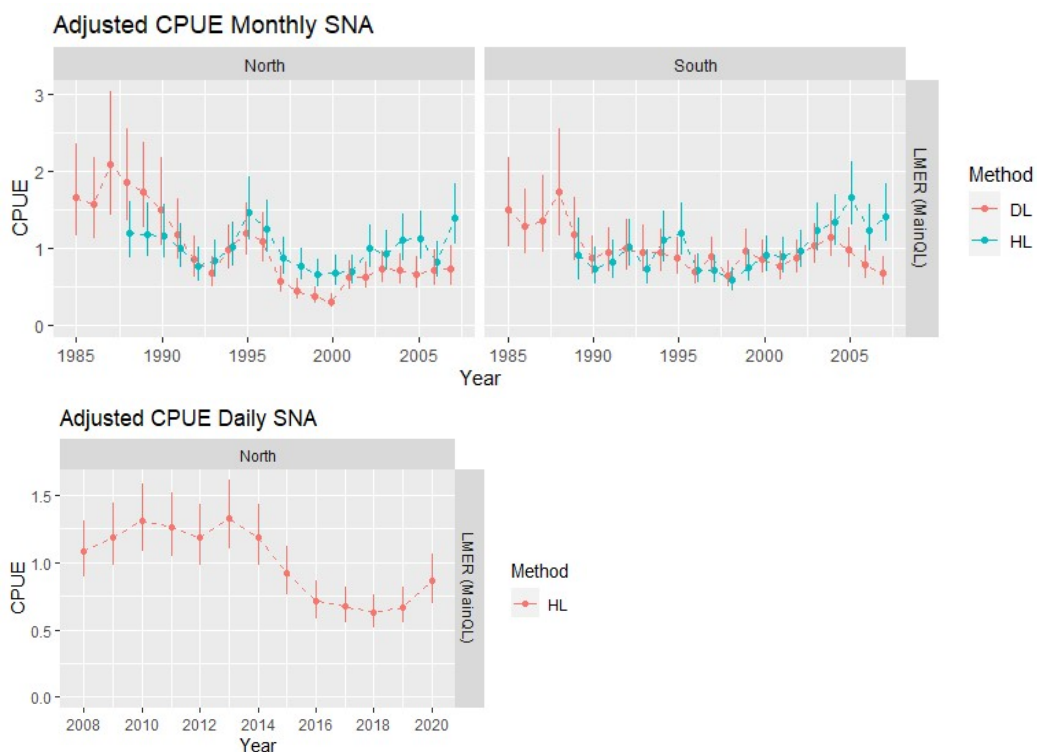 Adjusted CPUE Monthly SNA
North
South
3
2
1
0
CPUE
1985
1990
1995
2000
2005
1985
1990
1995
2000
2005
Year
LMER (MainQL)
Method
DL
HL
Adjusted CPUE Daily SNA
North
1.5
1.0
0.5
0.0
CPUE
2008
2010
2012
2014
2016
2018
2020
Year
LMER (MainQL)
Method
HL